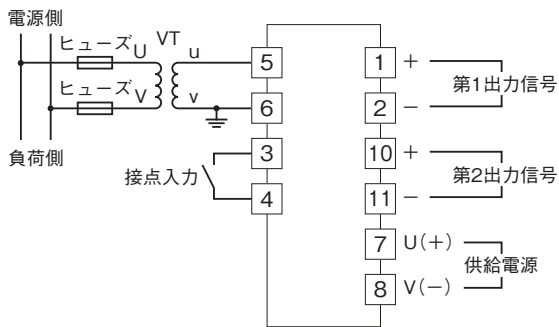 電源側
ヒューズ U VT u
5
ヒューズ V v
6
負荷側
接点入力
3
4
1 +
第1出力信号
2 −
10 +
第2出力信号
11 −
7 U(+)
供給電源
8 V(−)